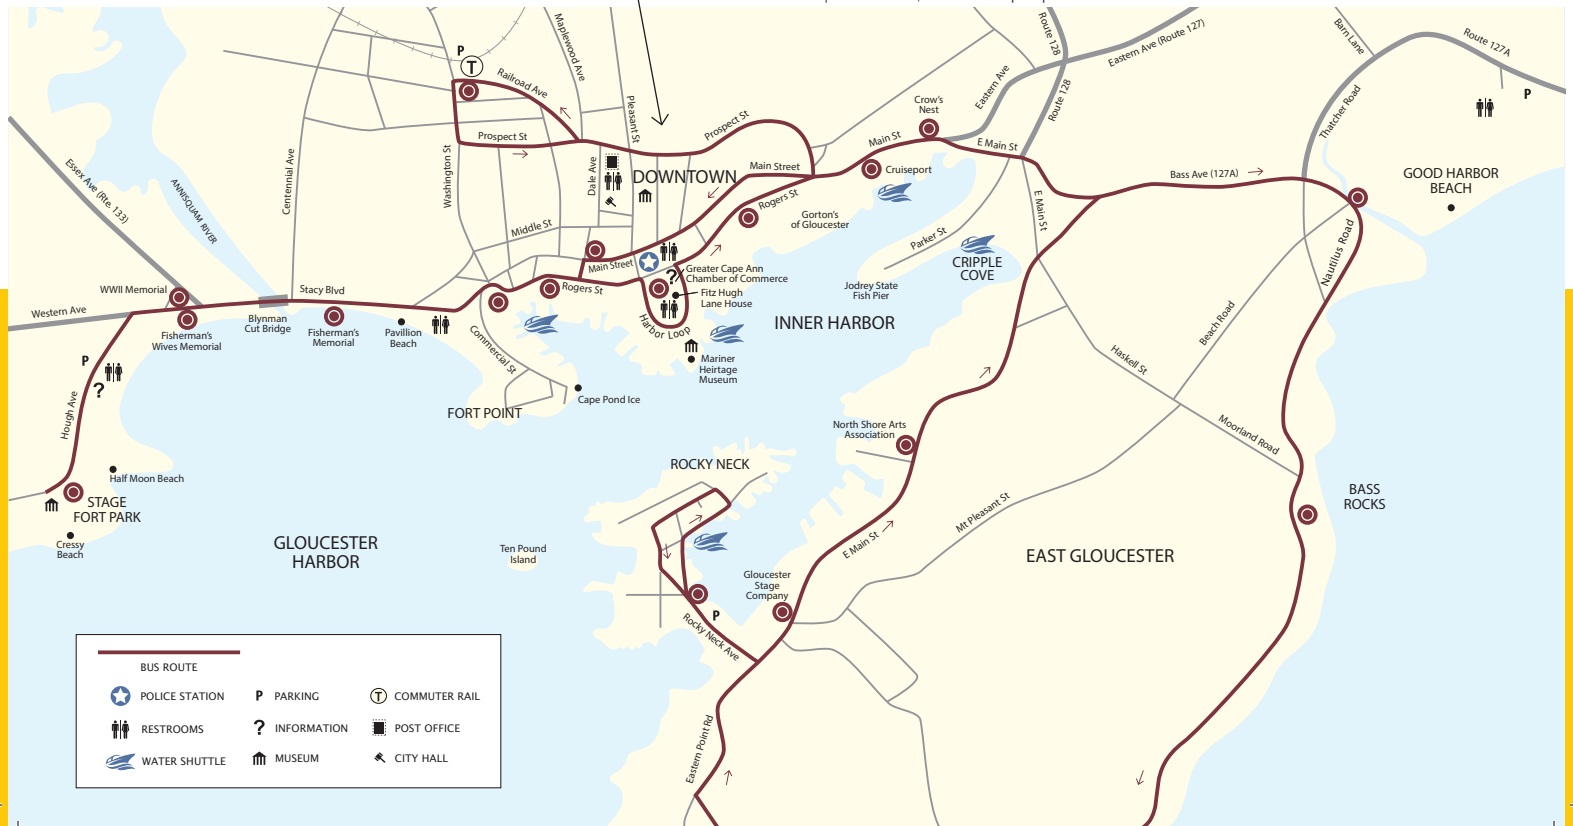 P
T
Railroad Ave
Maplewood Ave
Pleasant St
Prospect St
Prospect St
Washington St
Centennial Ave
Dale Ave
DOWNTOWN
Main Street
Rogers St
Middle St
Main Street
Rogers St
Essex Ave (Rte. 133)
ANNISQUAM RIVER
Route 128
Eastern Ave (Route 127)
Route 128
Eastern Ave
Barn Lane
Route 127A
P
Thatcher Road
Crow's
Nest
Main St
E Main St
Cruiseport
Bass Ave (127A)
GOOD HARBOR
BEACH
Gorton's
of Gloucester
Parker St
E Main St
CRIPPLE
COVE
Jodrey State
Fish Pier
Nautilus Road
Beach Road
WWII Memorial
Western Ave
Stacy Blvd
Blynman
Cut Bridge
Fisherman's
Wives Memorial
Fisherman's
Memorial
Pavillion
Beach
Commercial St
?
Greater Cape Ann
Chamber of Commerce
Fitz Hugh
Lane House
Harbor Loop
INNER HARBOR
Mariner
Heirtage
Museum
Cape Pond Ice
FORT POINT
P
?
Hough Ave
Half Moon Beach
STAGE
FORT PARK
Cressy
Beach
Haskell St
Moorland Road
North Shore Arts
Association
ROCKY NECK
BASS
ROCKS
Mt Pleasant St
E Main St
GLOUCESTER
HARBOR
Ten Pound
Island
EAST GLOUCESTER
Gloucester
Stage
Company
P
Rocky Neck Ave
Eastern Point Rd
BUS ROUTE
POLICE STATION
P PARKING
T COMMUTER RAIL
RESTROOMS
? INFORMATION
POST OFFICE
WATER SHUTTLE
MUSEUM
CITY HALL